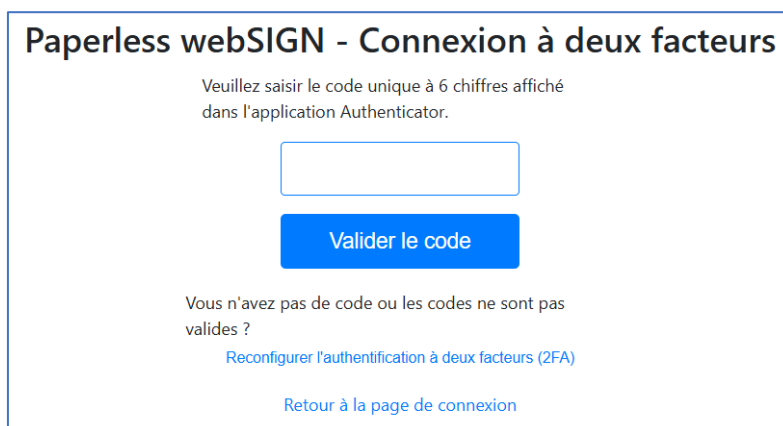 Paperless webSIGN - Connexion à deux facteurs
Veuillez saisir le code unique à 6 chiffres affiché
dans l'application Authenticator.
Valider le code
Vous n'avez pas de code ou les codes ne sont pas
valides ?
Reconfigurer l'authentification à deux facteurs (2FA)
Retour à la page de connexion